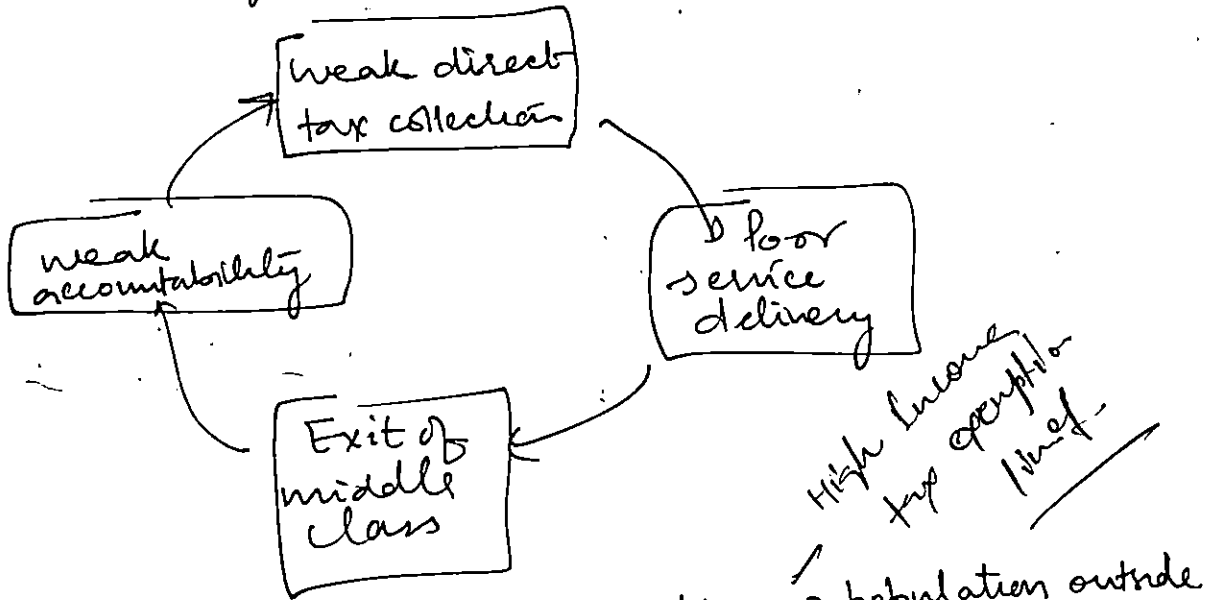 weak direct
tax collection
weak
accountability
Poor
service
delivery
Exit of
middle
class
High Income
tax exemption
limit
population outside